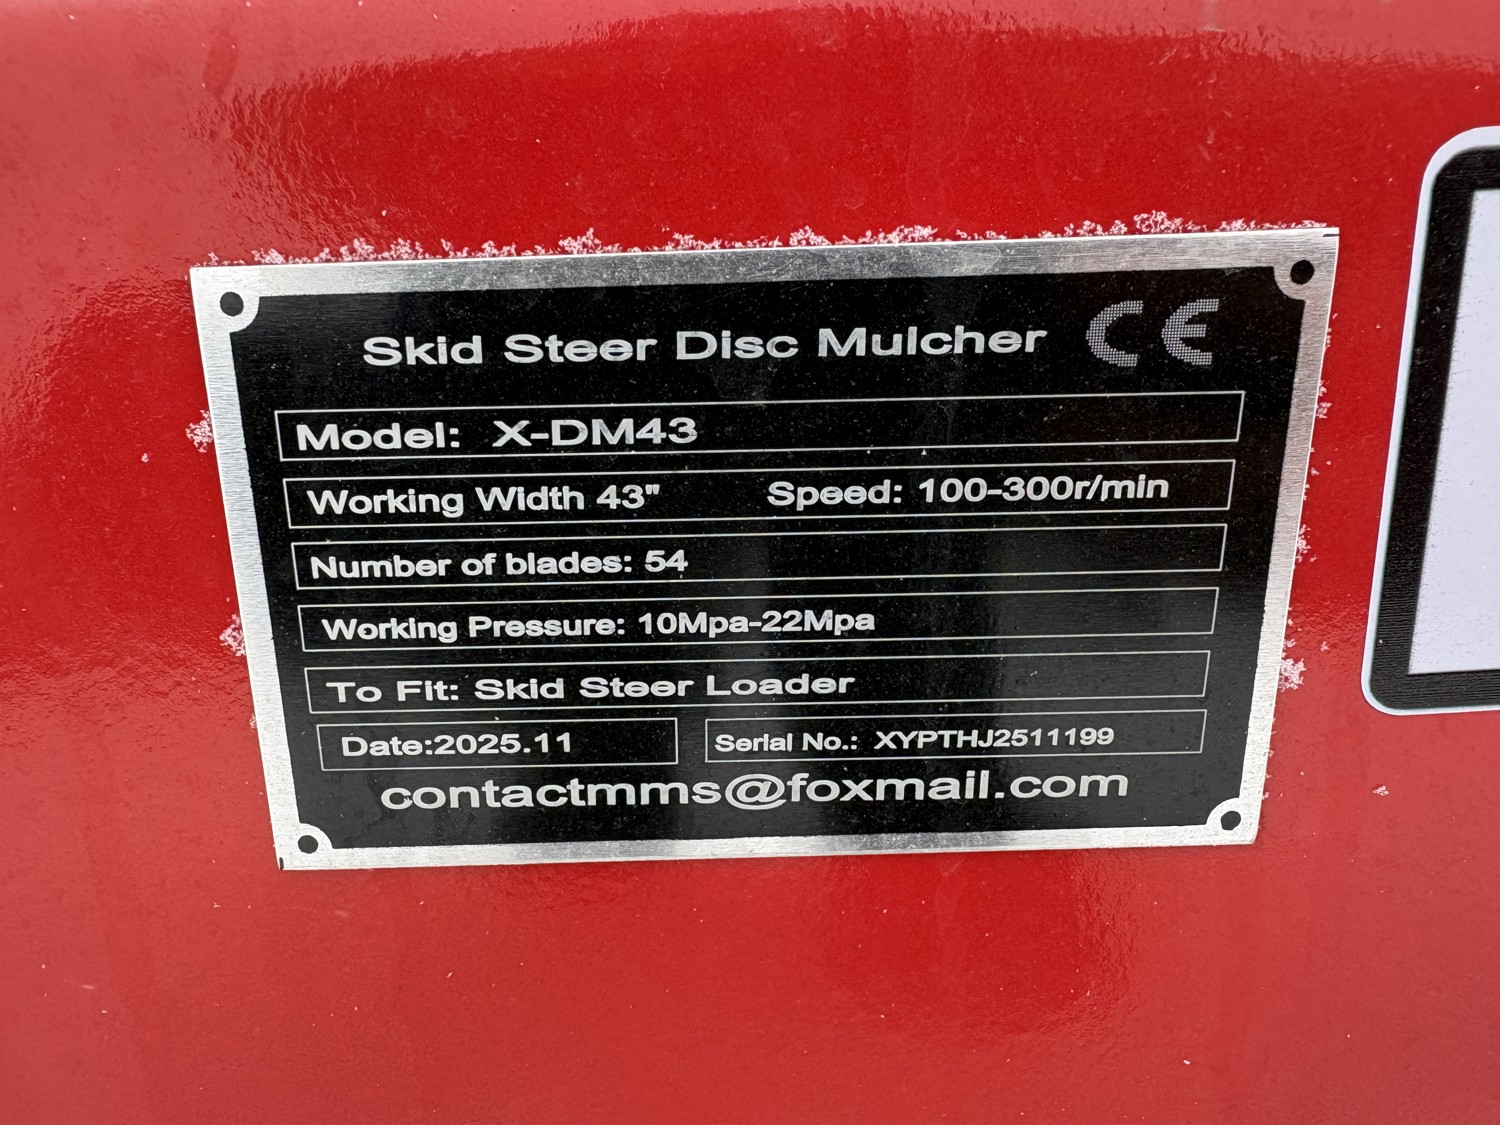 Skid Steer Disc Mulcher CE
Model: X-DM43
Working Width 43" Speed: 100-300r/min
Number of blades: 54
Working Pressure: 10Mpa-22Mpa
To Fit: Skid Steer Loader
Date:2025.11 Serial No.: XYPTHJ2511199
contactmms@foxmail.com